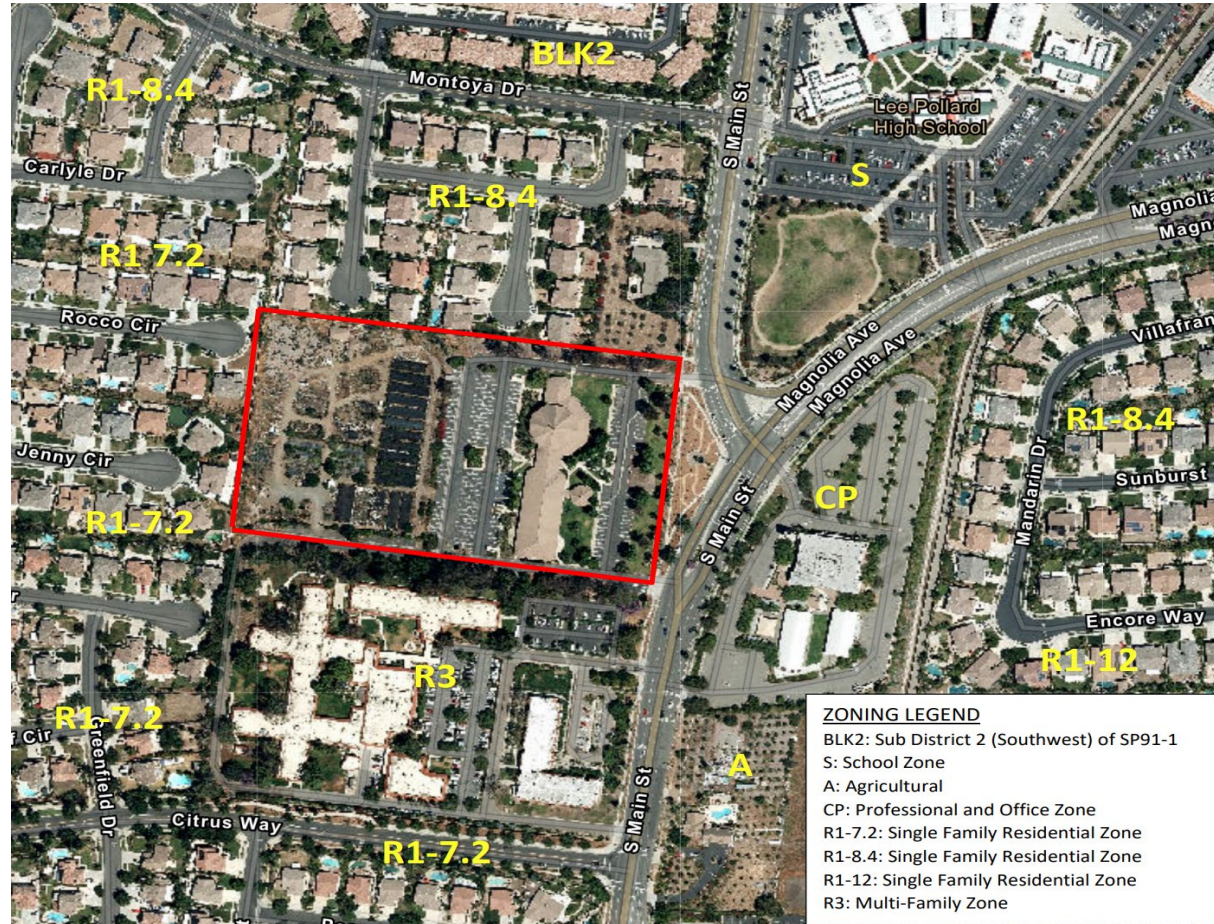 BLK2
R1-8.4
Montoya Dr
S Main St
Lee Pollard
High School
Carlyle Dr
R1-8.4
S
Magnolia
R1 7.2
Rocco Cir
Magnolia Ave
Magnolia Ave
Villafran
R1-8.4
Jenny Cir
Mandarin Dr
Sunburst
CP
R1-7.2
S Main St
Encore Way
R1-12
R3
R1-7.2
f Cir
Greenfield Dr
A
S Main St
Citrus Way
R1-7.2
ZONING LEGEND
BLK2: Sub District 2 (Southwest) of SP91-1
S: School Zone
A: Agricultural
CP: Professional and Office Zone
R1-7.2: Single Family Residential Zone
R1-8.4: Single Family Residential Zone
R1-12: Single Family Residential Zone
R3: Multi-Family Zone